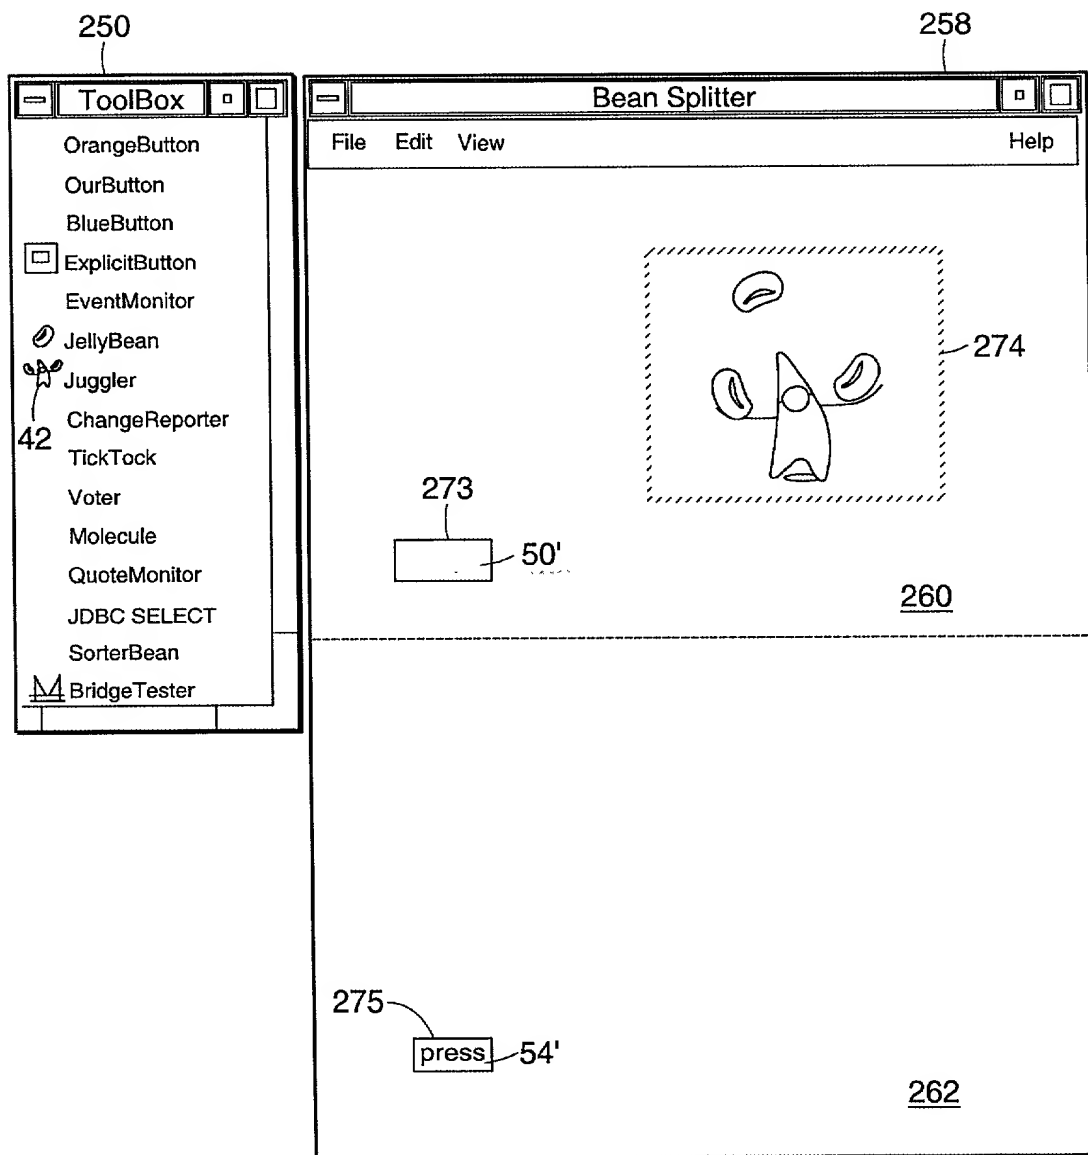 250
258
ToolBox
Bean Splitter
File Edit View Help
OrangeButton
OurButton
BlueButton
ExplicitButton
EventMonitor
JellyBean
Juggler
42
ChangeReporter
TickTock
Voter
Molecule
QuoteMonitor
JDBC SELECT
SorterBean
BridgeTester
274
273
50'
260
275
press
54'
262